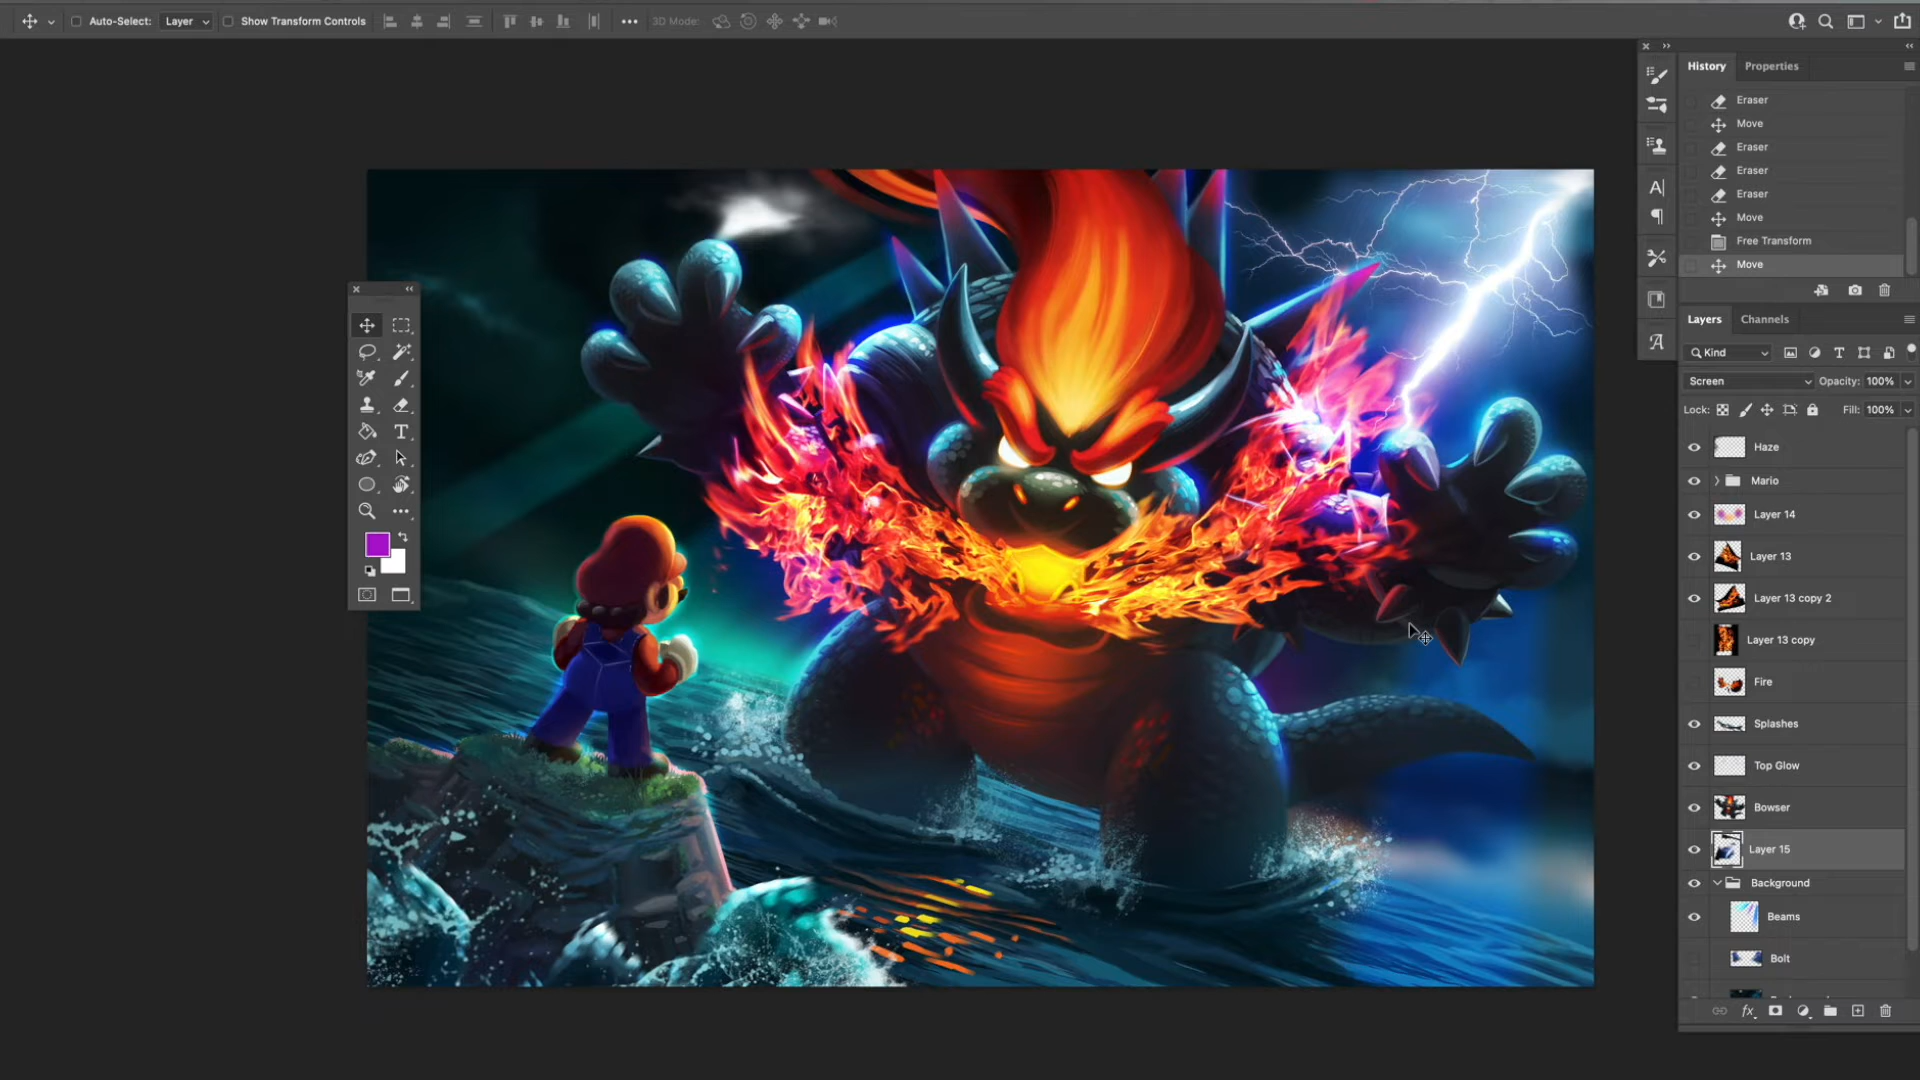 Auto-Select: Layer Show Transform Controls 3D Mode:
History Properties
Eraser
Move
Eraser
Eraser
Eraser
Move
Free Transform
Move
Layers Channels
Kind
Screen Opacity: 100%
Lock: Fill: 100%
Haze
Mario
Layer 14
Layer 13
Layer 13 copy 2
Layer 13 copy
Fire
Splashes
Top Glow
Bowser
Layer 15
Background
Beams
Bolt